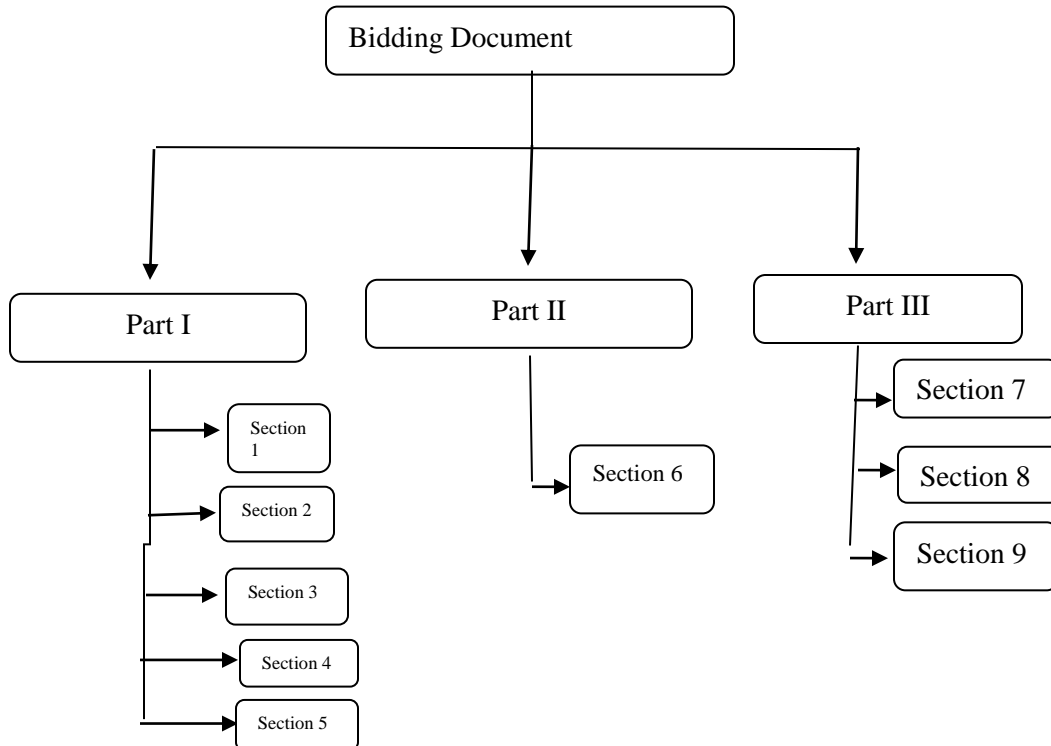 Bidding Document
Part I
Part II
Part III
Section
1
Section 2
Section 3
Section 4
Section 5
Section 6
Section 7
Section 8
Section 9